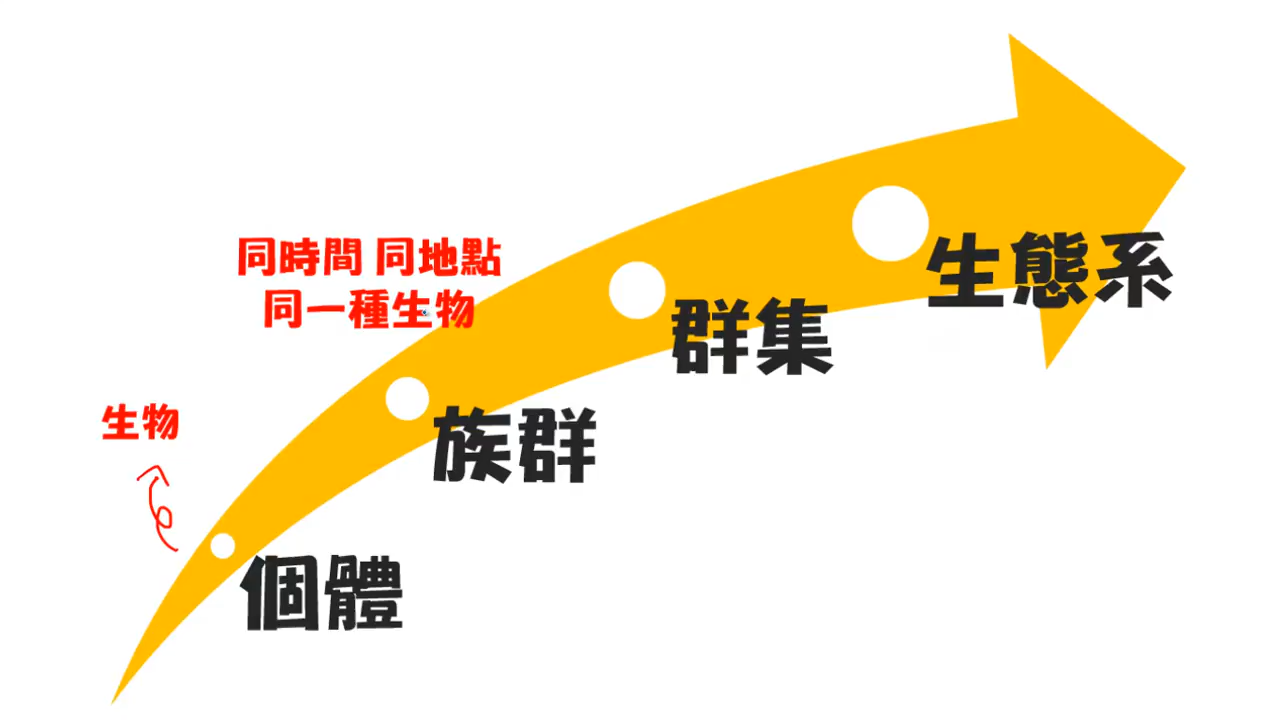 同時間 同地點
同一種生物
生態系
群集
生物
族群
個體